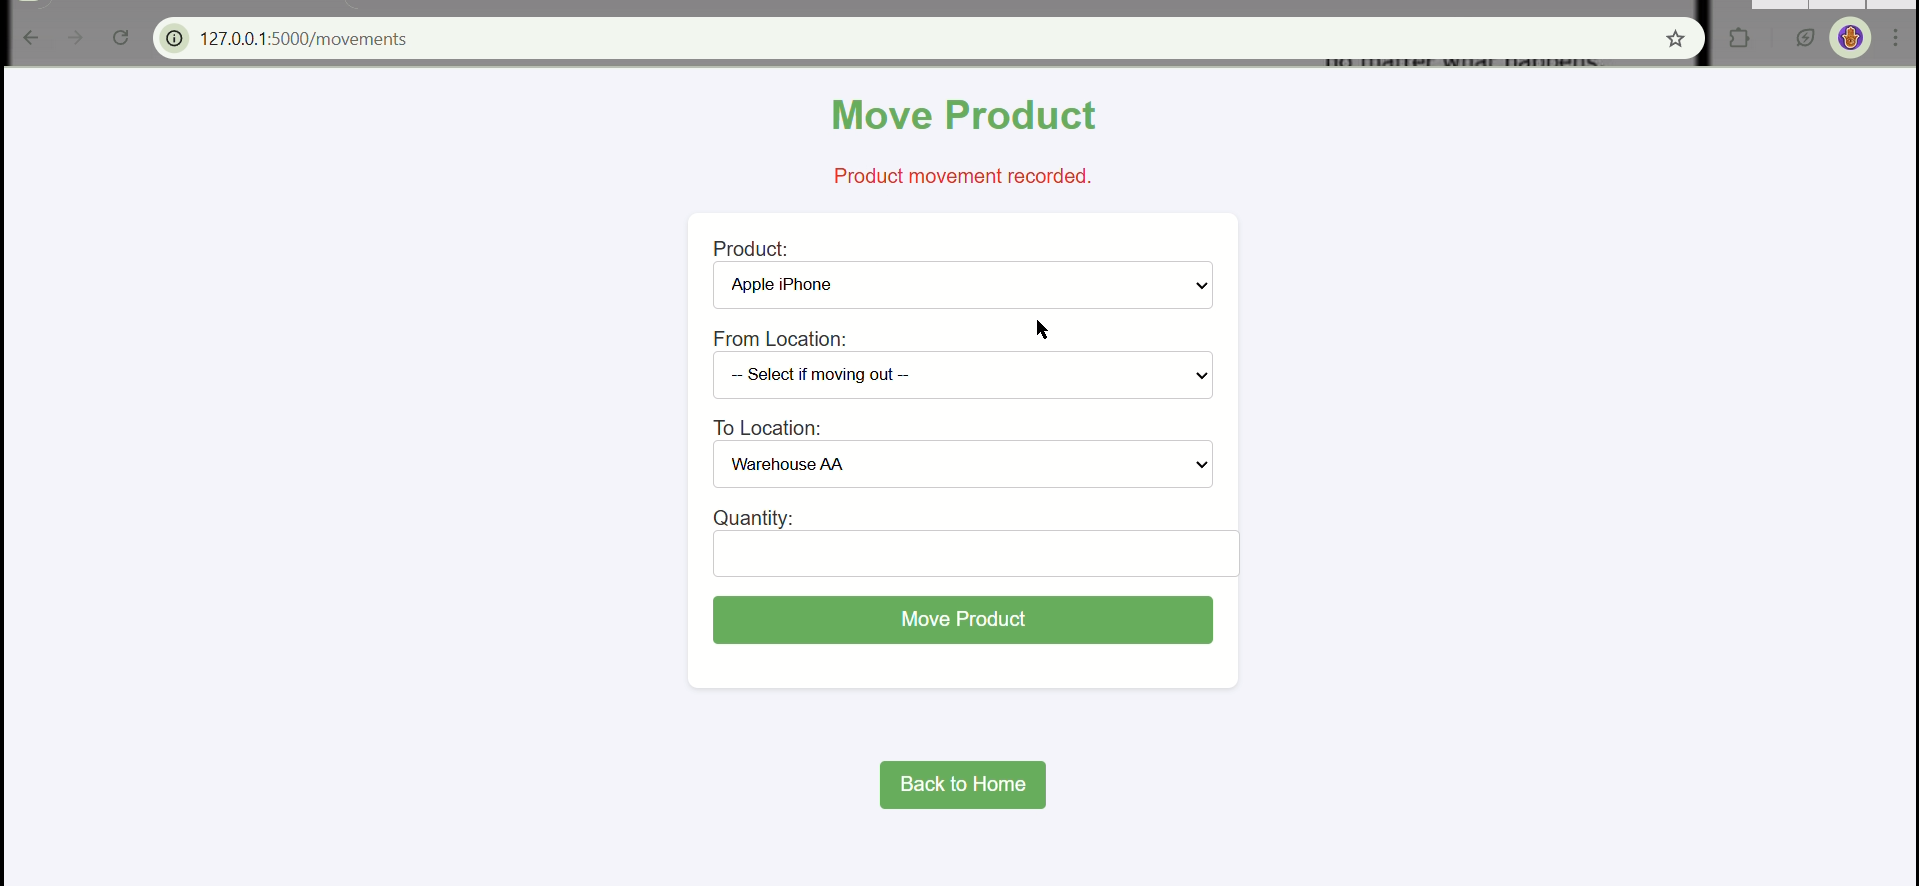 127.0.0.1:5000/movements
no matter what happens.
Move Product
Product movement recorded.
Product:
Apple iPhone
From Location:
-- Select if moving out --
To Location:
Warehouse AA
Quantity:
Move Product
Back to Home